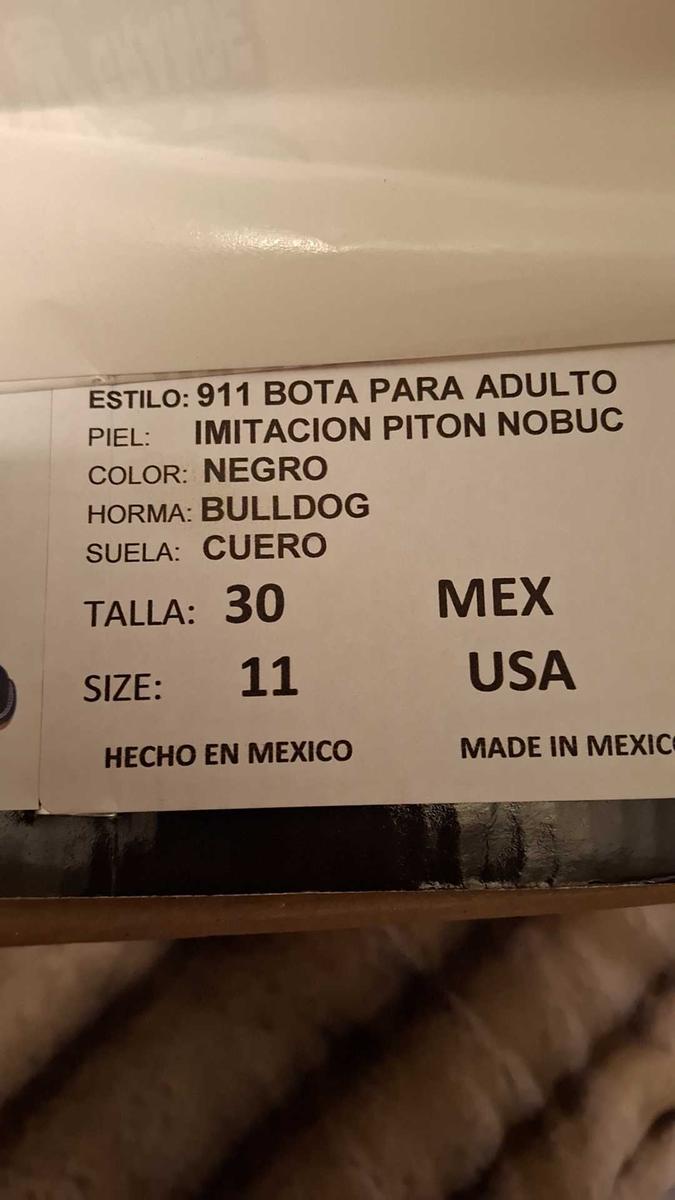 ESTILO: 911 BOTA PARA ADULTO
PIEL: IMITACION PITON NOBUC
COLOR: NEGRO
HORMA: BULLDOG
SUELA: CUERO
TALLA: 30 MEX
SIZE: 11 USA
HECHO EN MEXICO MADE IN MEXIC